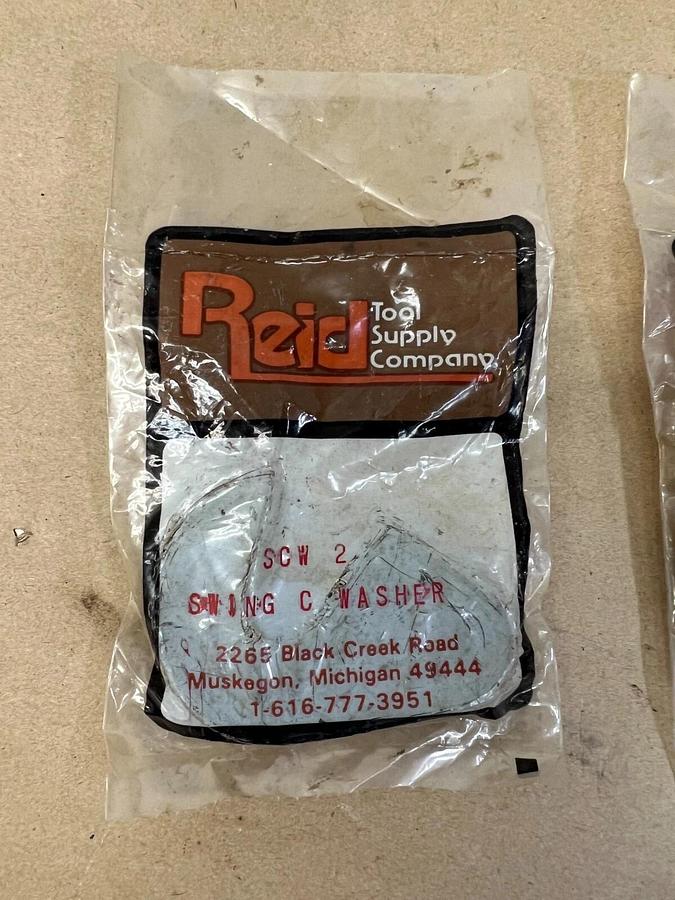 Reid
Tool
Supply
Company
SCW 2
SWING C WASHER
2265 Black Creek Road
Muskegon, Michigan 49444
1-616-777-3951